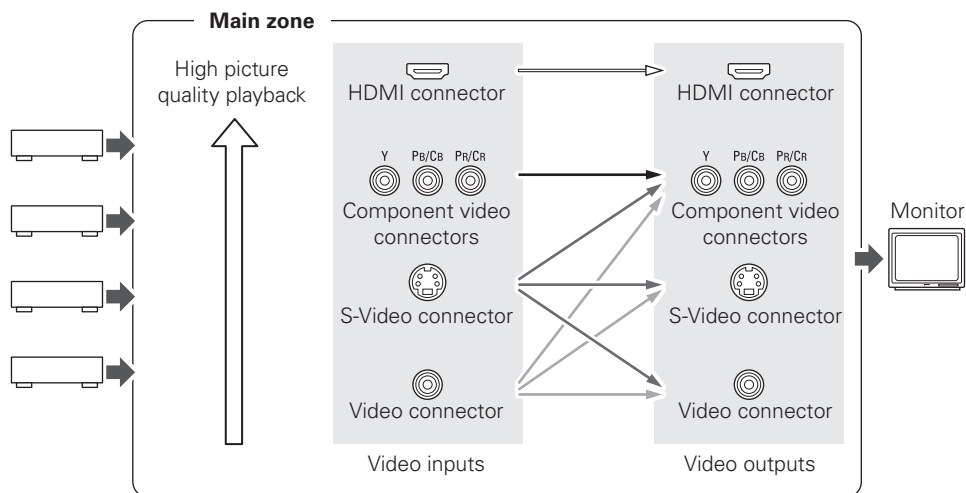 Main zone
High picture
quality playback
HDMI connector
Y PB/CB PR/CR
Component video
connectors
S-Video connector
Video connector
Video inputs
HDMI connector
Y PB/CB PR/CR
Component video
connectors
S-Video connector
Video connector
Video outputs
Monitor